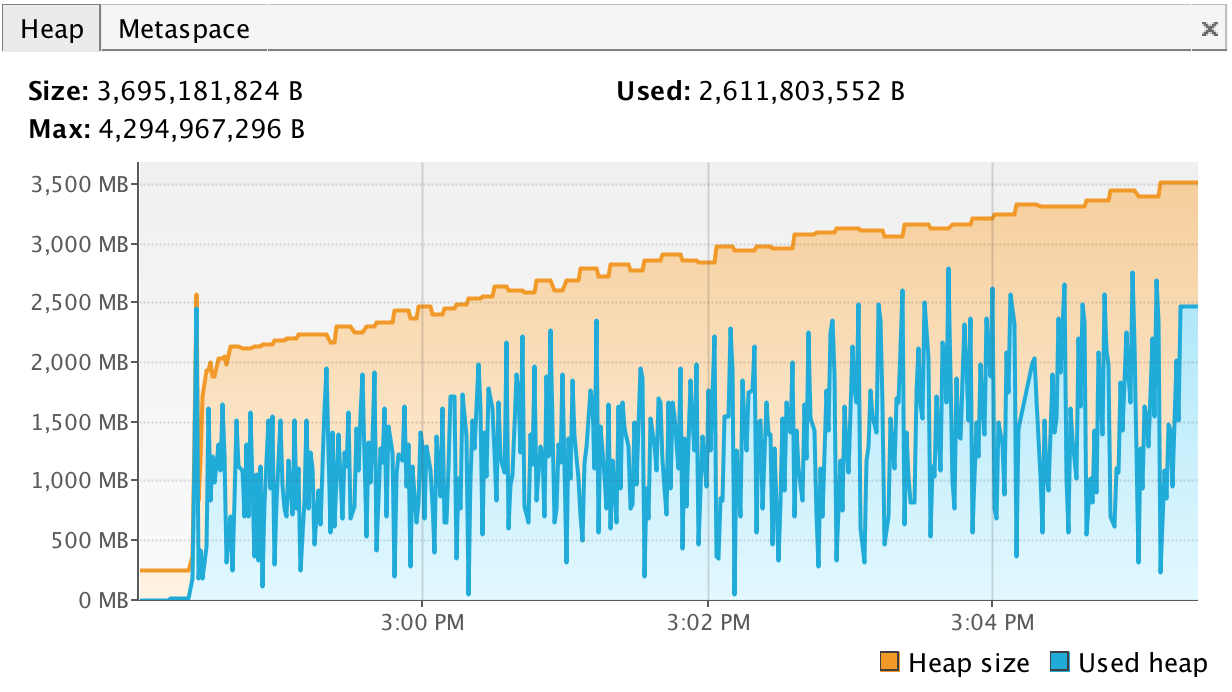 Heap Metaspace
Size: 3,695,181,824 B Used: 2,611,803,552 B
Max: 4,294,967,296 B
3,500 MB
3,000 MB
2,500 MB
2,000 MB
1,500 MB
1,000 MB
500 MB
0 MB
3:00 PM 3:02 PM 3:04 PM
Heap size Used heap